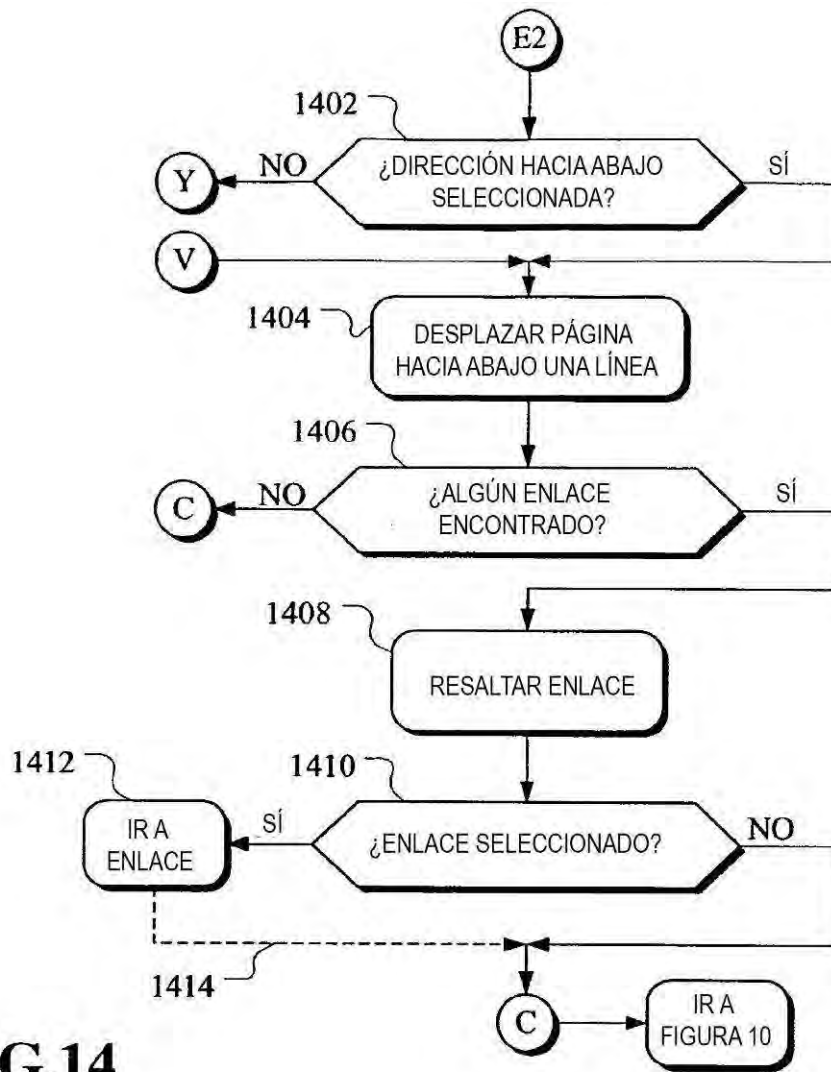 E2
1402
¿DIRECCIÓN HACIA ABAJO
SELECCIONADA?
NO
Y
SÍ
V
1404
DESPLAZAR PÁGINA
HACIA ABAJO UNA LÍNEA
1406
¿ALGÚN ENLACE
ENCONTRADO?
NO
C
SÍ
1408
RESALTAR ENLACE
1410
¿ENLACE SELECCIONADO?
SÍ
NO
1412
IR A
ENLACE
1414
C
IR A
FIGURA 10
G.14